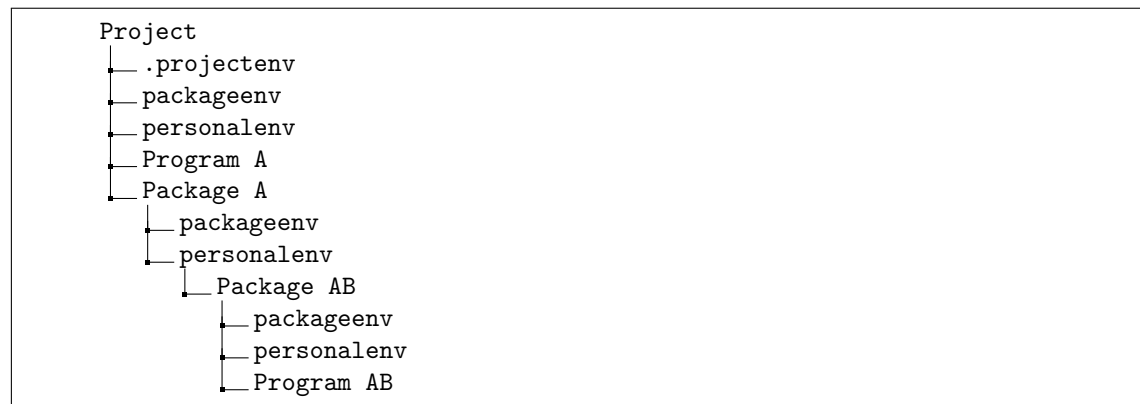 Project
.projectenv
packageenv
personalenv
Program A
Package A
packageenv
personalenv
Package AB
packageenv
personalenv
Program AB